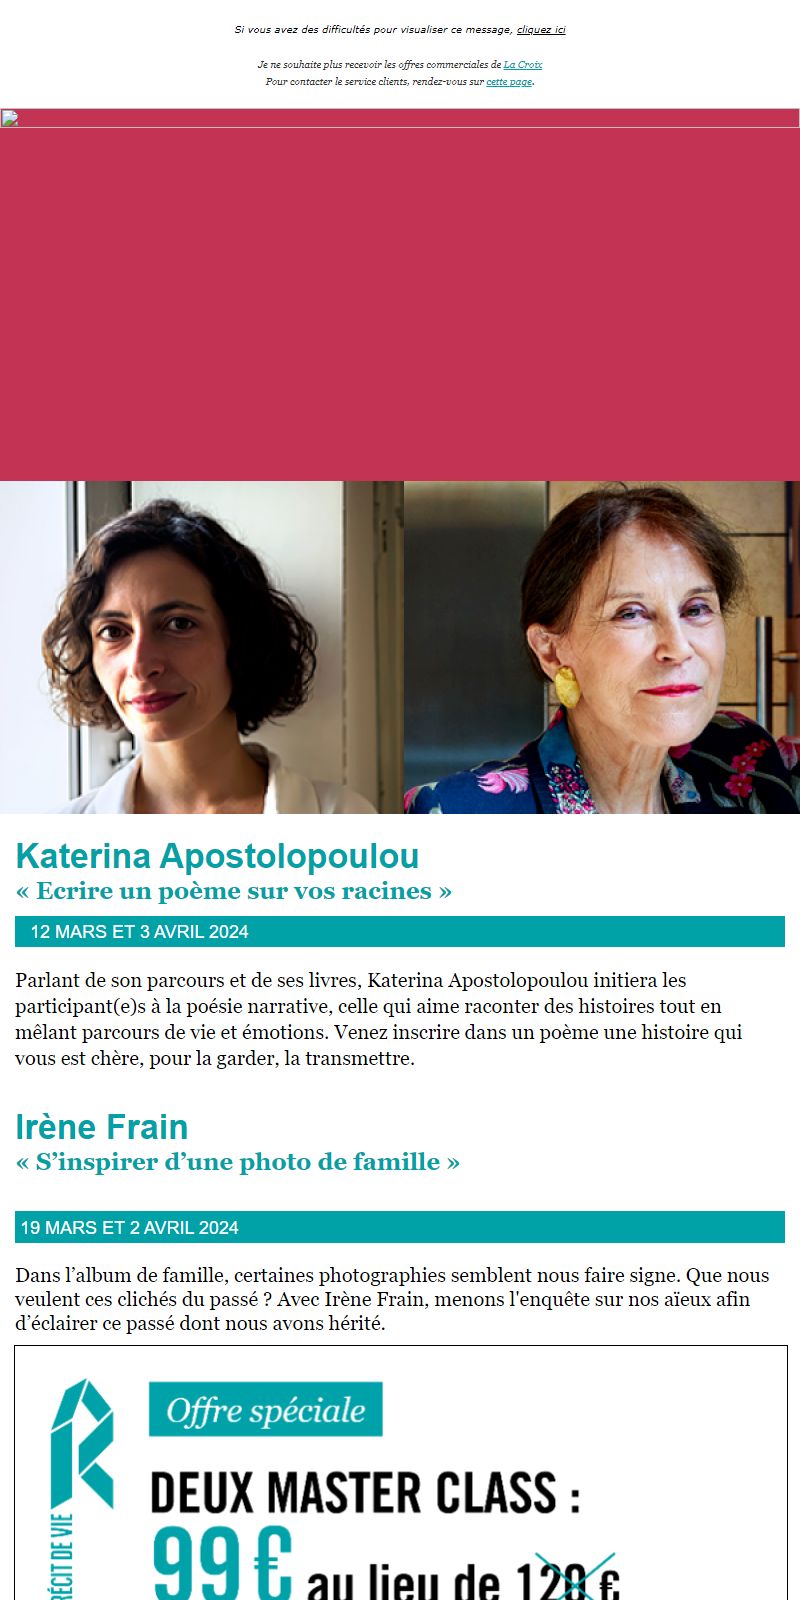 Si vous avez des difficultés pour visualiser ce message, cliquez ici
Je ne souhaite plus recevoir les offres commerciales de La Croix
Pour contacter le service clients, rendez-vous sur cette page.
Katerina Apostolopoulou
« Ecrire un poème sur vos racines »
12 MARS ET 3 AVRIL 2024
Parlant de son parcours et de ses livres, Katerina Apostolopoulou initiera les
participant(e)s à la poésie narrative, celle qui aime raconter des histoires tout en
mêlant parcours de vie et émotions. Venez inscrire dans un poème une histoire qui
vous est chère, pour la garder, la transmettre.
Irène Frain
« S’inspirer d’une photo de famille »
19 MARS ET 2 AVRIL 2024
Dans l’album de famille, certaines photographies semblent nous faire signe. Que nous
veulent ces clichés du passé ? Avec Irène Frain, menons l'enquête sur nos aïeux afin
d’éclairer ce passé dont nous avons hérité.
RÉCIT DE VIE
Offre spéciale
DEUX MASTER CLASS :
99 € au lieu de 120 €